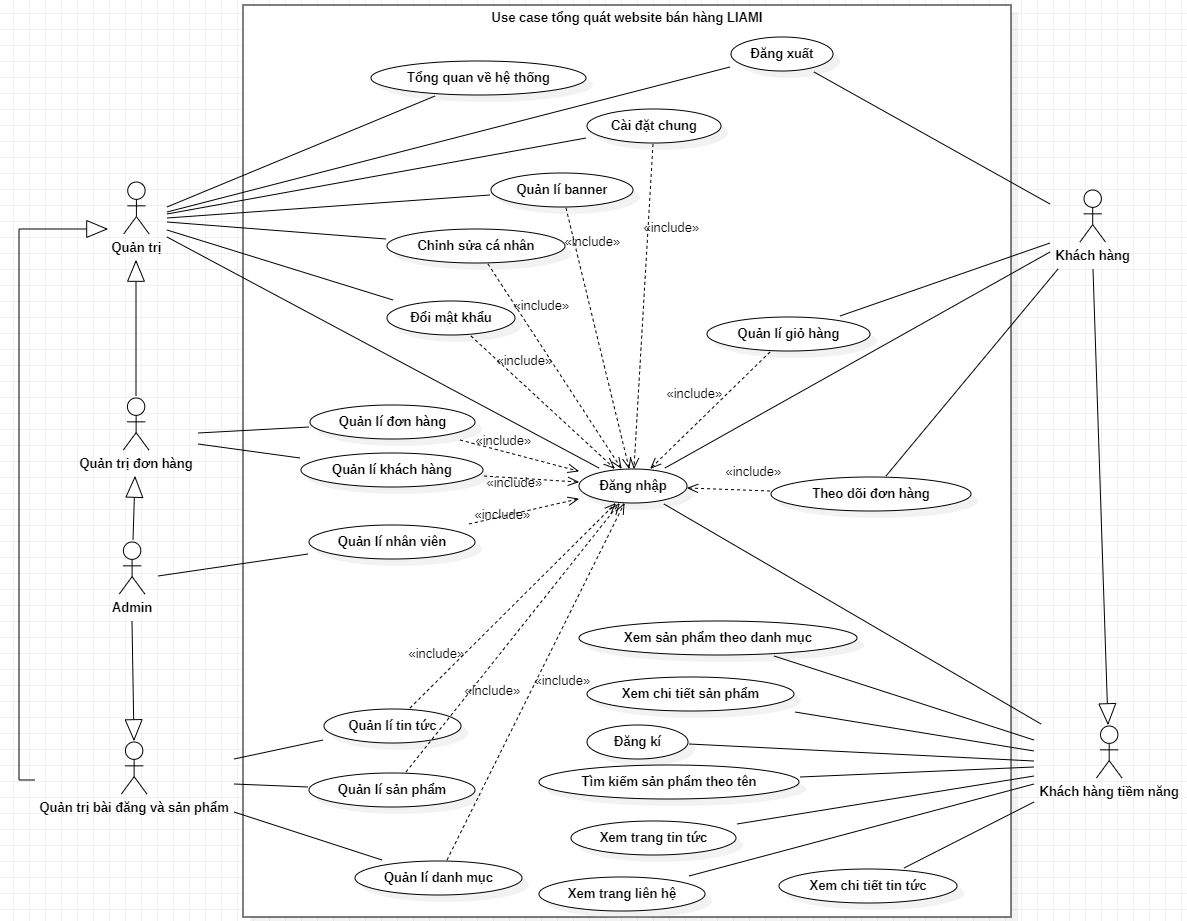 Use case tổng quát website bán hàng LIAMI
Đăng xuất
Tổng quan về hệ thống
Cài đặt chung
Quản lí banner
«include»
Chỉnh sửa cá nhân
«include»
Quản trị
Khách hàng
«include»
Đổi mật khẩu
Quản lí giỏ hàng
«include»
«include»
Quản lí đơn hàng
«include»
Quản trị đơn hàng
Quản lí khách hàng
«include»
«include»
Đăng nhập
Theo dõi đơn hàng
«include»
Quản lí nhân viên
Admin
Xem sản phẩm theo danh mục
«include»
«include»
«include»
Xem chi tiết sản phẩm
Quản lí tin tức
Đăng kí
Tìm kiếm sản phẩm theo tên
Quản lí sản phẩm
Khách hàng tiềm năng
Quản trị bài đăng và sản phẩm
Xem trang tin tức
Quản lí danh mục
Xem trang liên hệ
Xem chi tiết tin tức